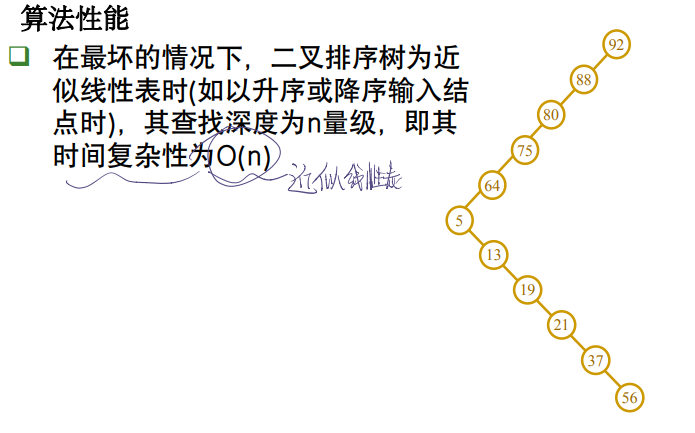 算法性能
在最坏的情况下，二叉排序树为近
似线性表时(如以升序或降序输入结
点时)，其查找深度为n量级，即其
时间复杂性为O(n)
近似线性表
92
88
80
75
64
5
13
19
21
37
56